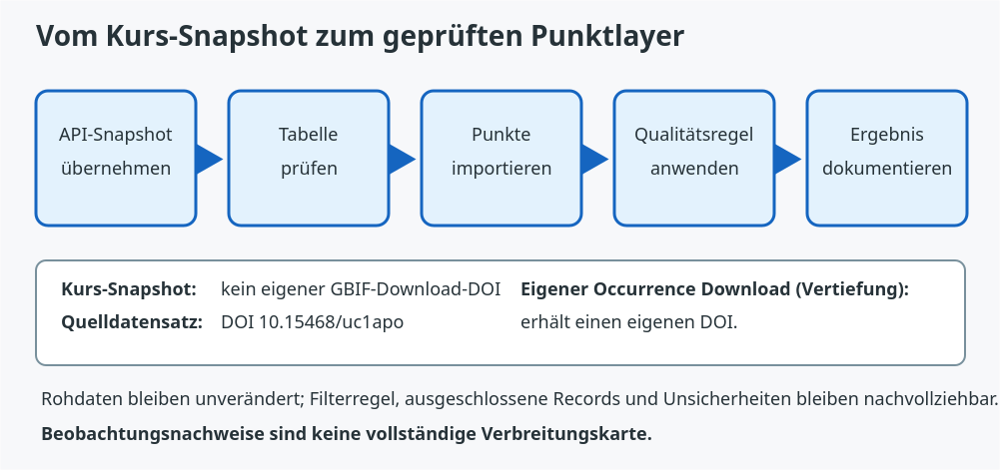 Vom Kurs-Snapshot zum geprüften Punktlayer
API-Snapshot
übernehmen
Tabelle
prüfen
Punkte
importieren
Qualitätsregel
anwenden
Ergebnis
dokumentieren
Kurs-Snapshot: kein eigener GBIF-Download-DOI
Quelldatensatz: DOI 10.15468/uc1apo
Eigener Occurrence Download (Vertiefung):
erhält einen eigenen DOI.
Rohdaten bleiben unverändert; Filterregel, ausgeschlossene Records und Unsicherheiten bleiben nachvollziehbar.
Beobachtungsnachweise sind keine vollständige Verbreitungskarte.